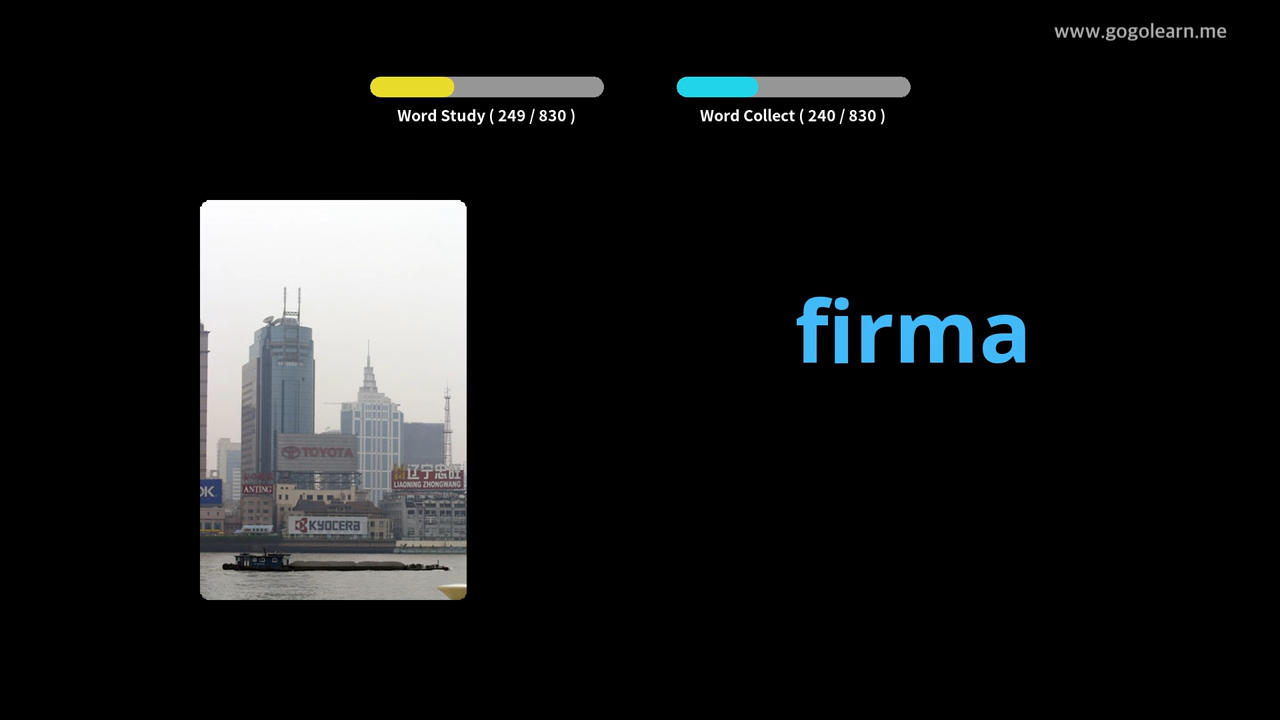 www.gogolearn.me
Word Study ( 249 / 830 )
Word Collect ( 240 / 830 )
firma
TOYOTA
辽宁忠旺
LIAONING ZHONGWANG
OK
ANTING
KYOCERA